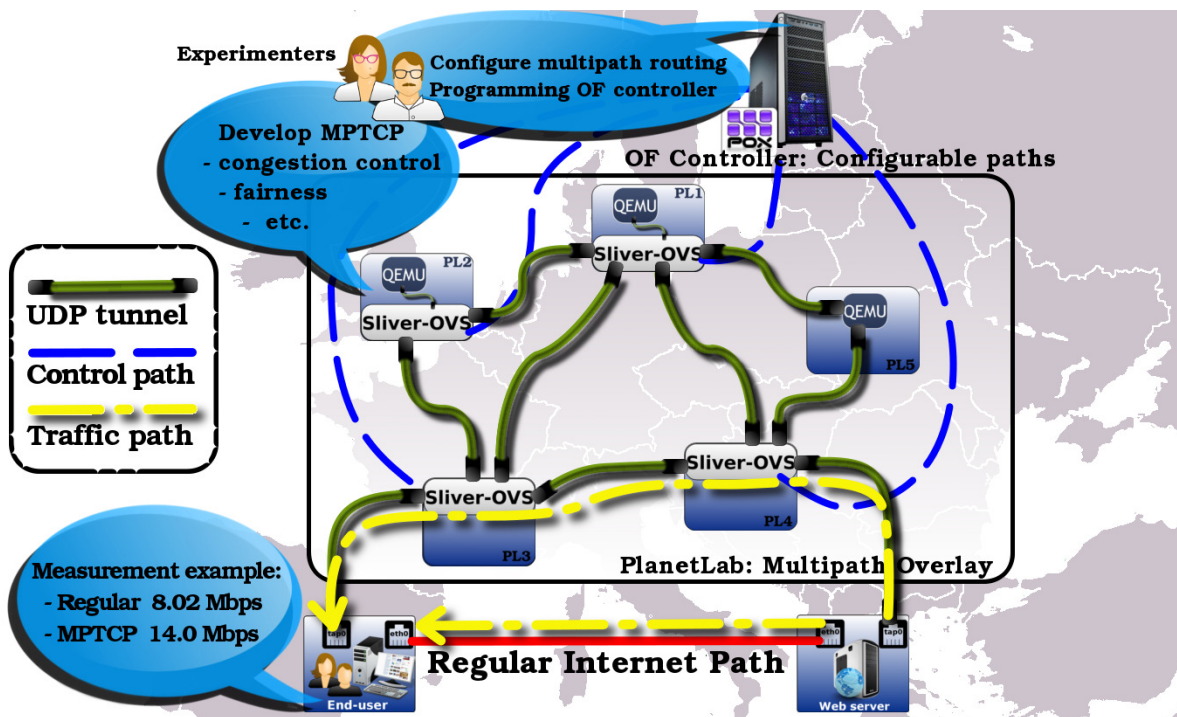 Experimenters
Configure multipath routing
Programming OF controller
Develop MPTCP
- congestion control
- fairness
- etc.
POX
OF Controller: Configurable paths
PL1
QEMU
Sliver-OVS
PL2
QEMU
Sliver-OVS
QEMU
PL5
UDP tunnel
Control path
Traffic path
Sliver-OVS
PL3
Sliver-OVS
PL4
PlanetLab: Multipath Overlay
Measurement example:
- Regular 8.02 Mbps
- MPTCP 14.0 Mbps
tap0
eth0
eth0
tap0
Regular Internet Path
End-user
Web server